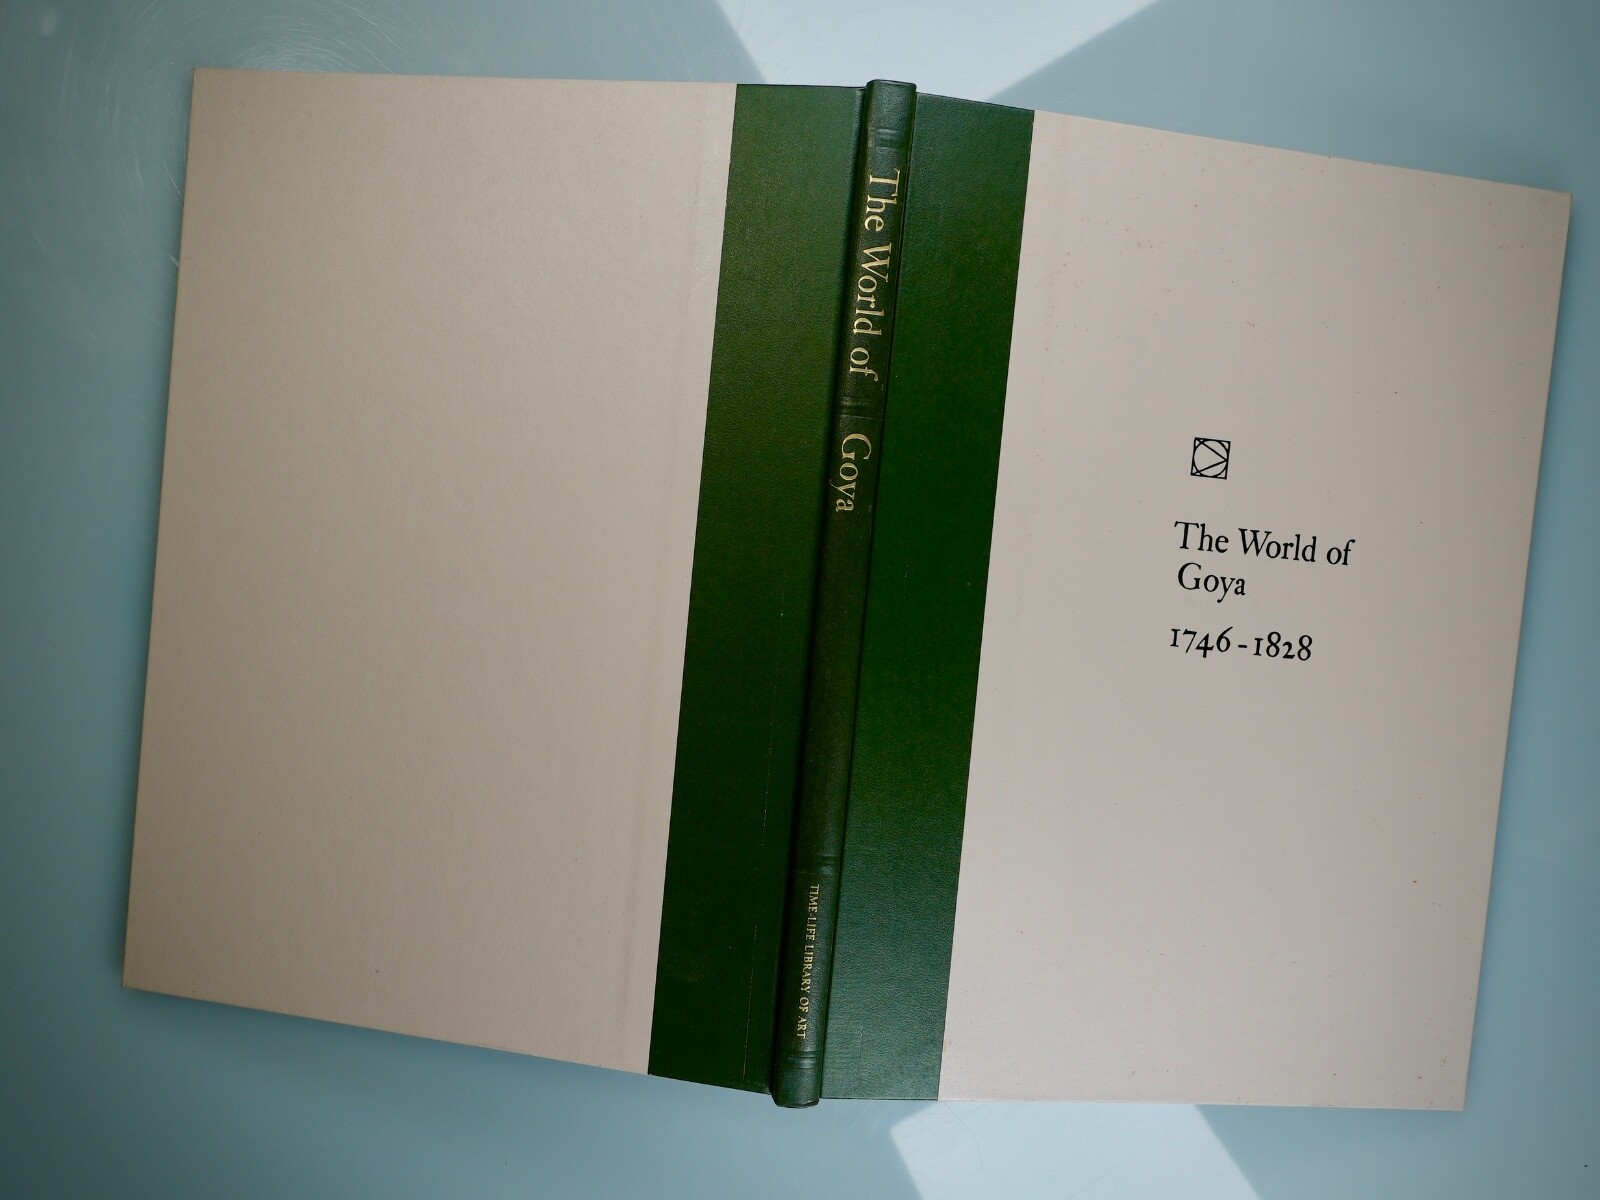 The World of
Goya
TIME-LIFE LIBRARY OF ART
The World of
Goya
1746-1828